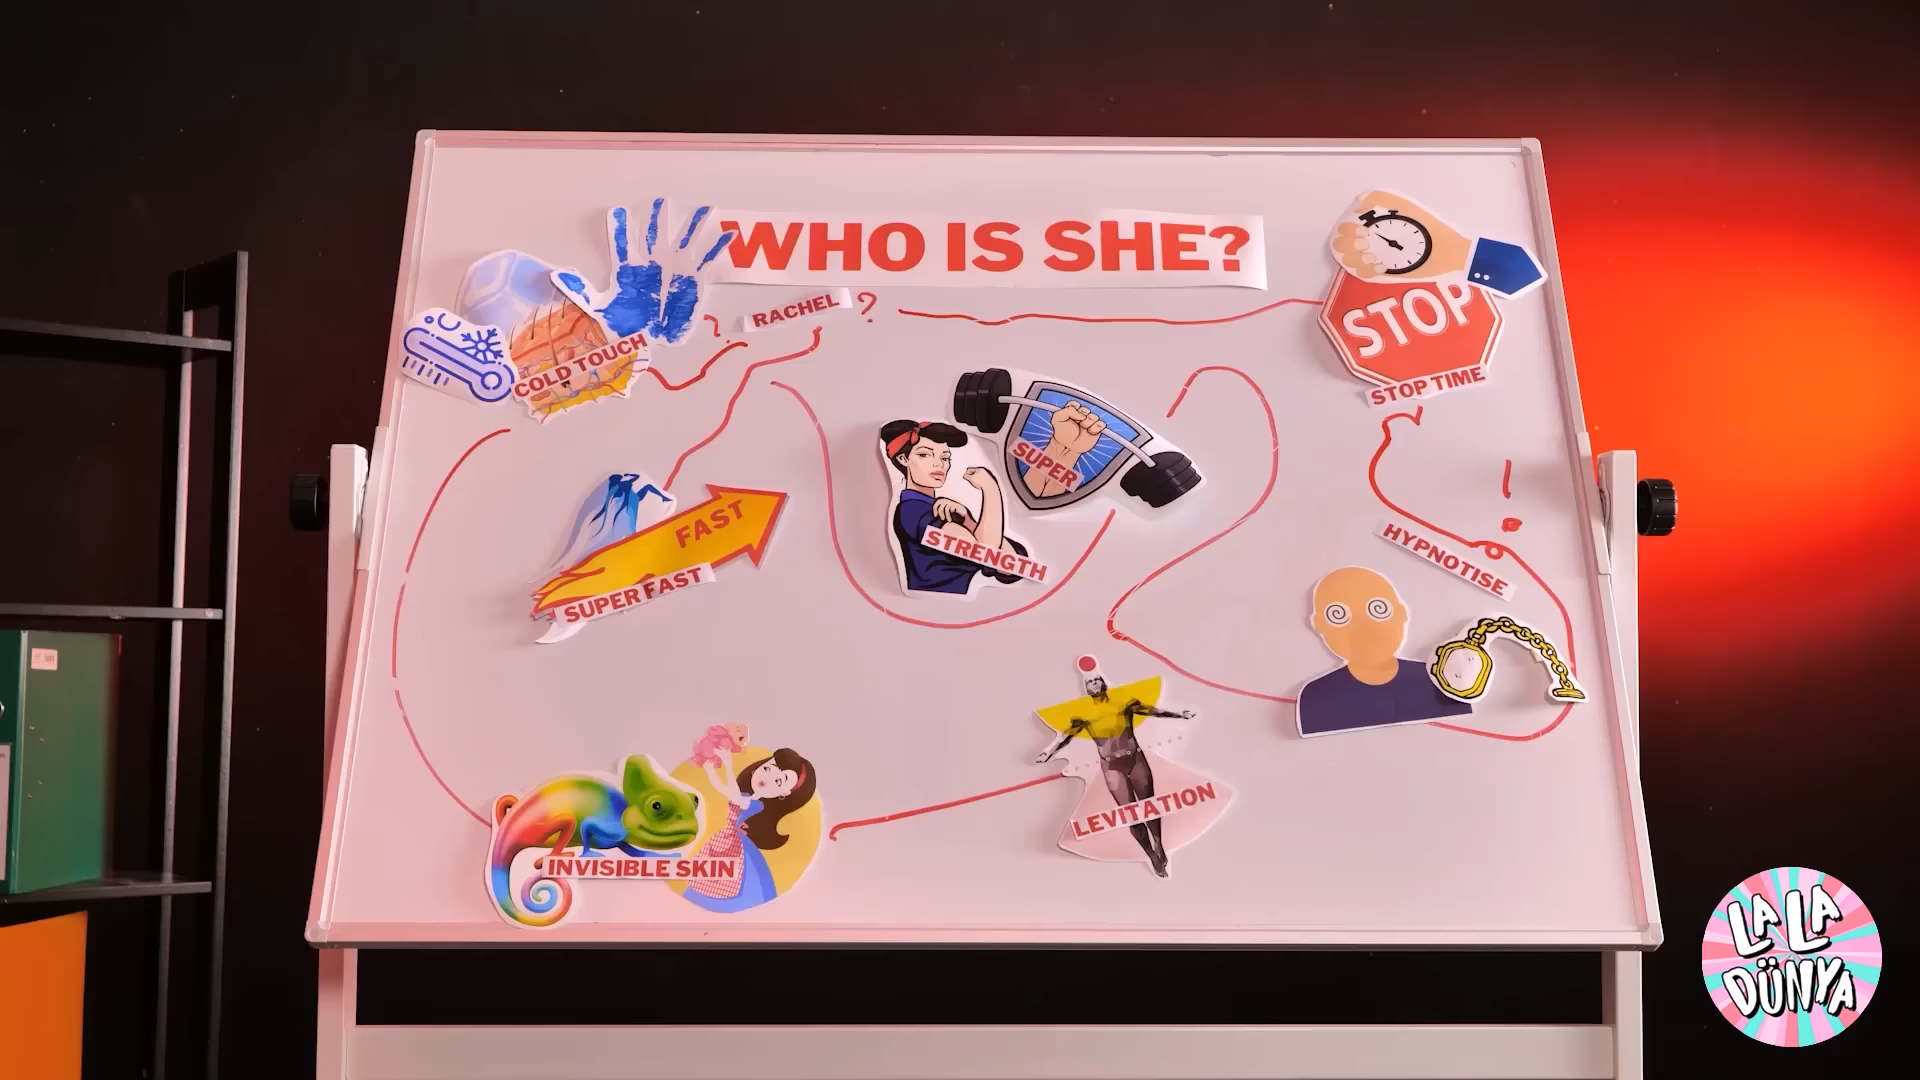 WHO IS SHE?
? RACHEL ?
COLD TOUCH
STOP
STOP TIME
SUPER
STRENGTH
FAST
SUPER FAST
!
HYPNOTISE
LEVITATION
INVISIBLE SKIN
LA LA
DÜNYA